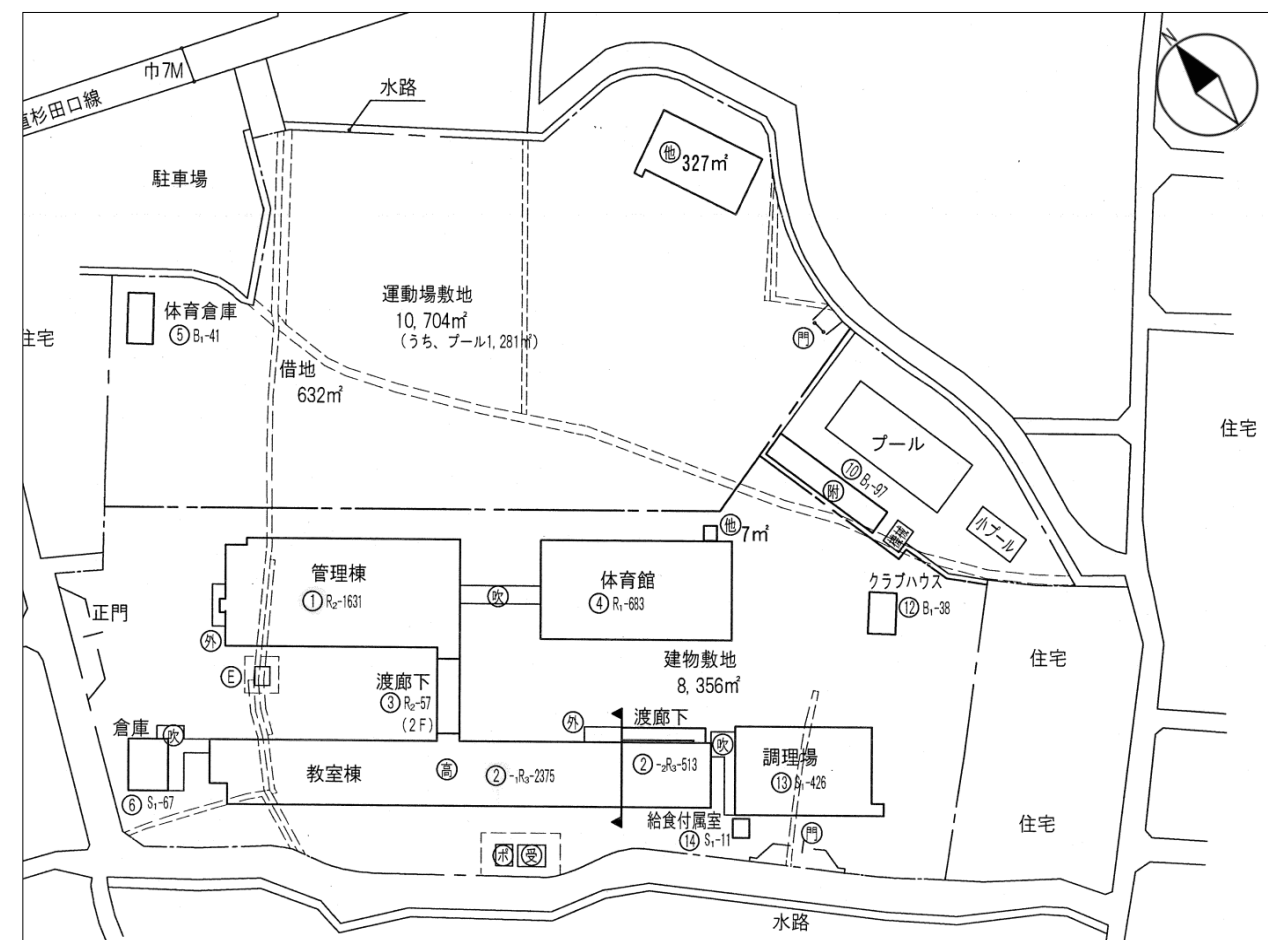 巾7M
杉田口線
水路
N
駐車場
㊀他 327㎡
運動場敷地
10,704㎡
(うち、プール1,281㎡)
体育倉庫
⑤ B₁-41
住宅
借地
632㎡
門
住宅
プール
⑩ B₁-97
附
小プール
機械
他 7㎡
管理棟
① R₂-1631
吹
体育館
④ R₁-683
クラブハウス
⑫ B₁-38
正門
外
建物敷地
8,356㎡
住宅
E
渡廊下
③ R₂-57
(2F)
倉庫
吹
外
渡廊下
吹
調理場
⑬ S₁-426
教室棟
高
②-₁R₃-2375
②-₂R₃-513
⑥ S₁-67
給食付属室
⑭ S₁-11
門
住宅
ポ
受
水路